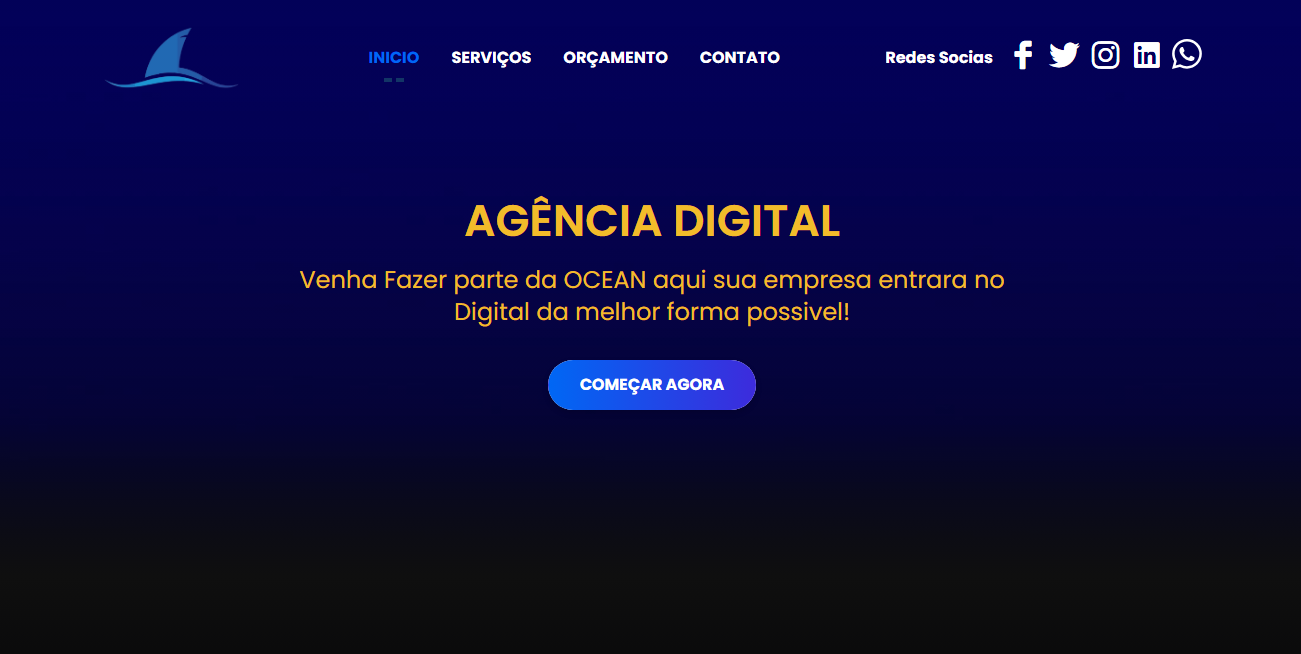 INICIO SERVIÇOS ORÇAMENTO CONTATO Redes Socias
AGÊNCIA DIGITAL
Venha Fazer parte da OCEAN aqui sua empresa entrara no
Digital da melhor forma possivel!
COMEÇAR AGORA